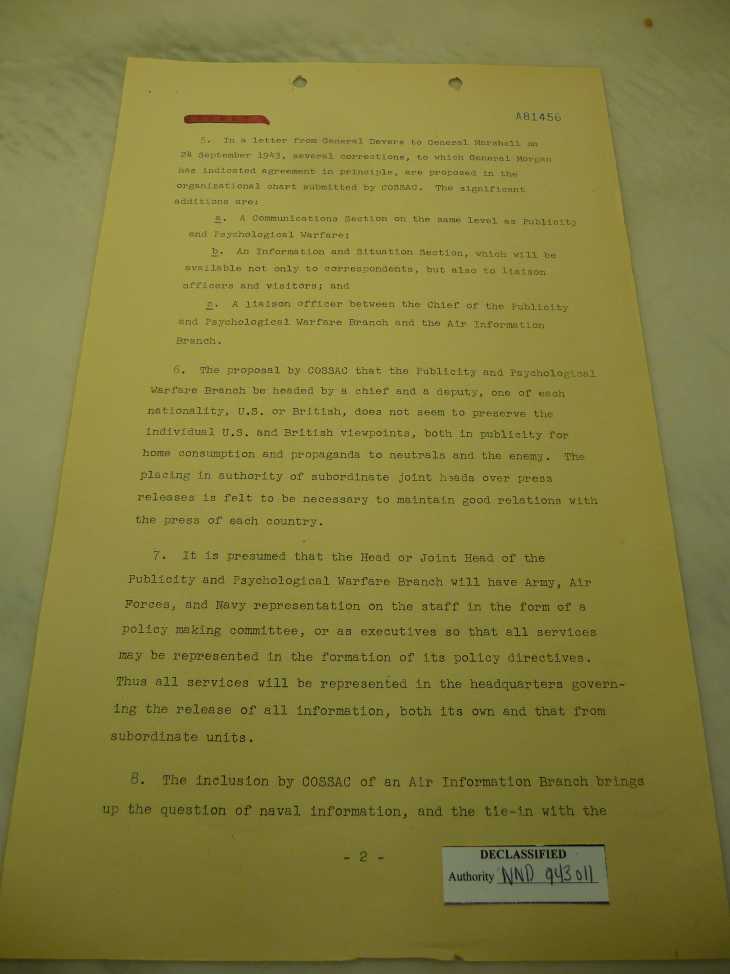 A81456
5. In a letter from General Devers to General Marshall on
24 September 1943, several corrections, to which General Morgan
has indicated agreement in principle, are proposed in the
organizational chart submitted by COSSAC. The significant
additions are:
a. A Communications Section on the same level as Publicity
and Psychological Warfare;
b. An Information and Situation Section, which will be
available not only to correspondents, but also to liaison
officers and visitors; and
c. A liaison officer between the Chief of the Publicity
and Psychological Warfare Branch and the Air Information
Branch.
6. The proposal by COSSAC that the Publicity and Psychological
Warfare Branch be headed by a chief and a deputy, one of each
nationality, U.S. or British, does not seem to preserve the
individual U.S. and British viewpoints, both in publicity for
home consumption and propaganda to neutrals and the enemy. The
placing in authority of subordinate joint heads over press
releases is felt to be necessary to maintain good relations with
the press of each country.
7. It is presumed that the Head or Joint Head of the
Publicity and Psychological Warfare Branch will have Army, Air
Forces, and Navy representation on the staff in the form of a
policy making committee, or as executives so that all services
may be represented in the formation of its policy directives.
Thus all services will be represented in the headquarters govern-
ing the release of all information, both its own and that from
subordinate units.
8. The inclusion by COSSAC of an Air Information Branch brings
up the question of naval information, and the tie-in with the
- 2 -
DECLASSIFIED
Authority NND 943011